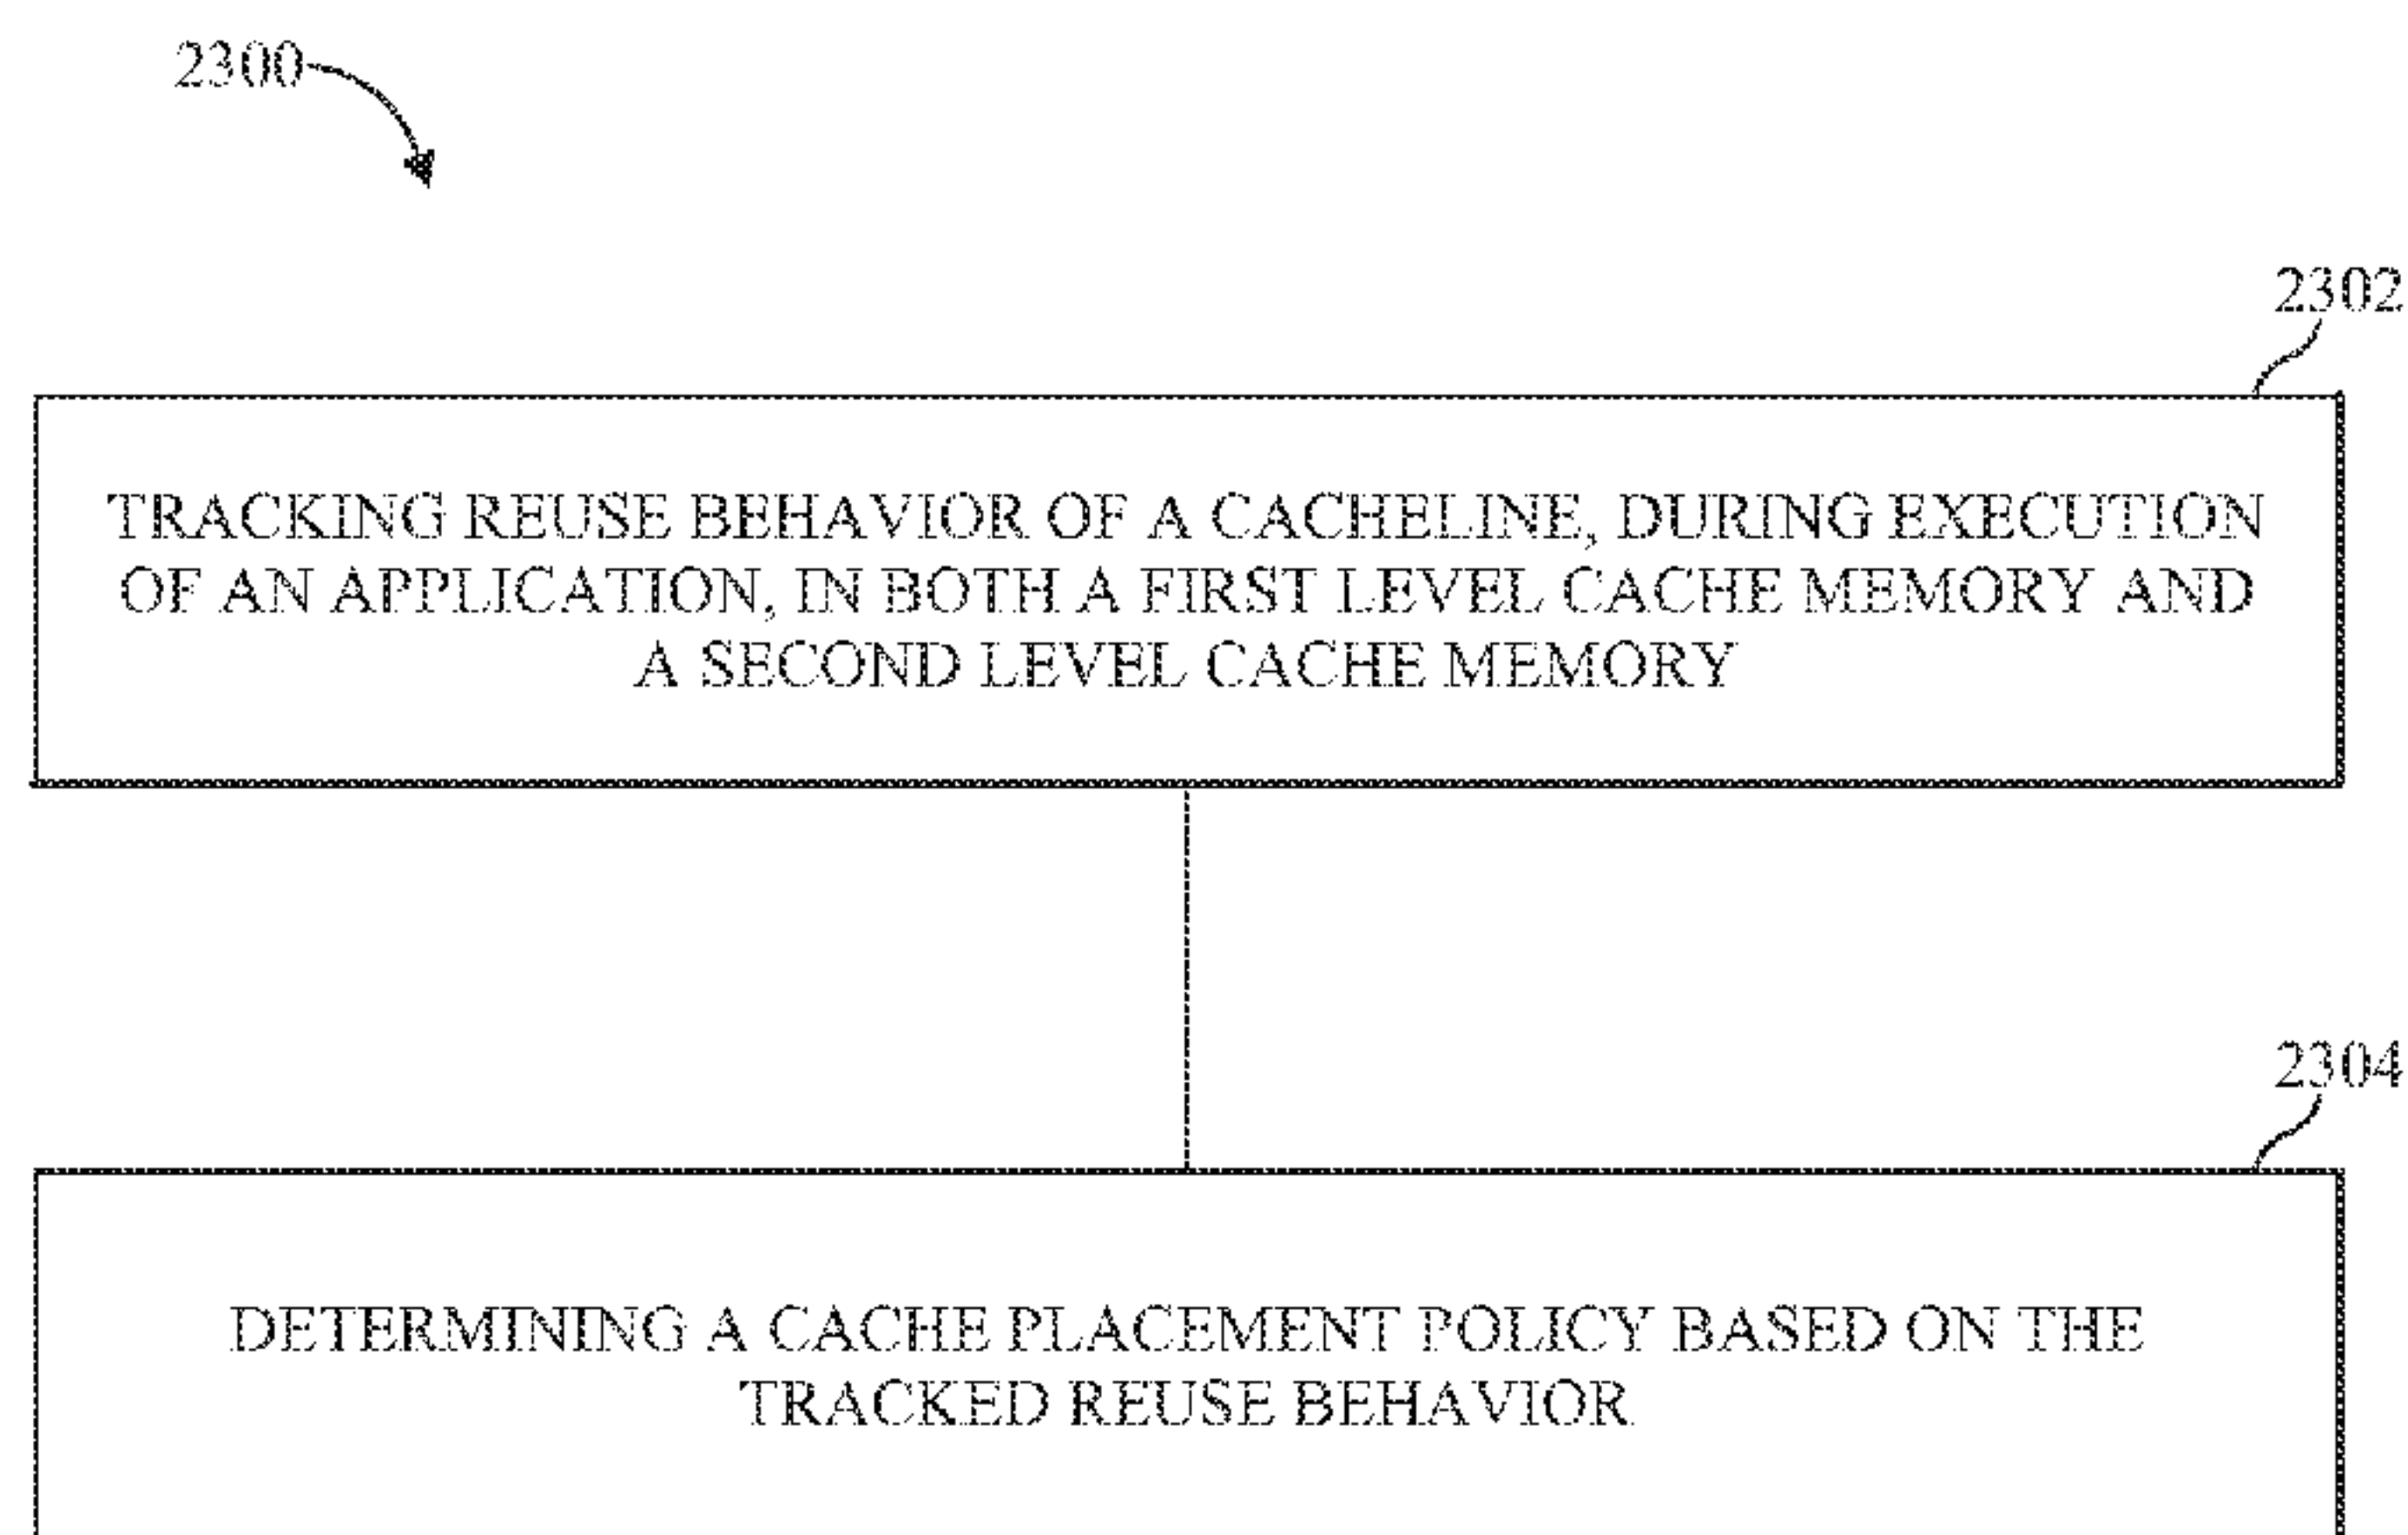 2300
2302
TRACKING REUSE BEHAVIOR OF A CACHELINE, DURING EXECUTION
OF AN APPLICATION, IN BOTH A FIRST LEVEL CACHE MEMORY AND
A SECOND LEVEL CACHE MEMORY
2304
DETERMINING A CACHE PLACEMENT POLICY BASED ON THE
TRACKED REUSE BEHAVIOR